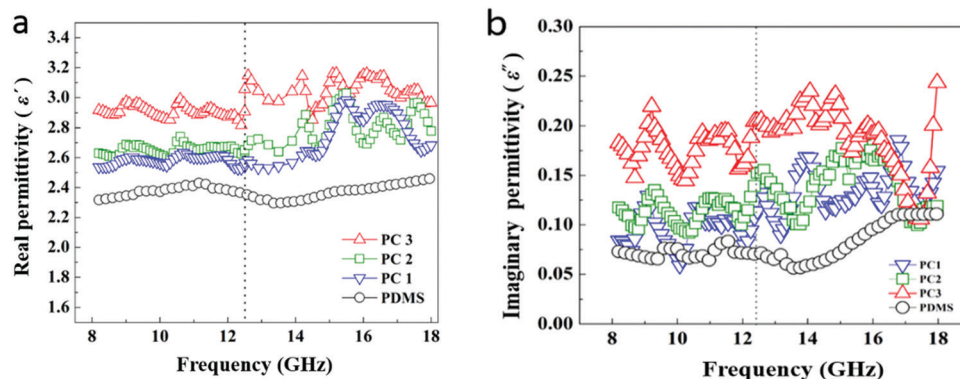 a
Real permittivity ( ε′ )
3.4
3.2
3.0
2.8
2.6
2.4
2.2
2.0
1.8
1.6
PC 3
PC 2
PC 1
PDMS
8 10 12 14 16 18
Frequency (GHz)
b
Imaginary permittivity (ε″)
0.30
0.25
0.20
0.15
0.10
0.05
0.00
PC1
PC2
PC3
PDMS
8 10 12 14 16 18
Frequency (GHz)